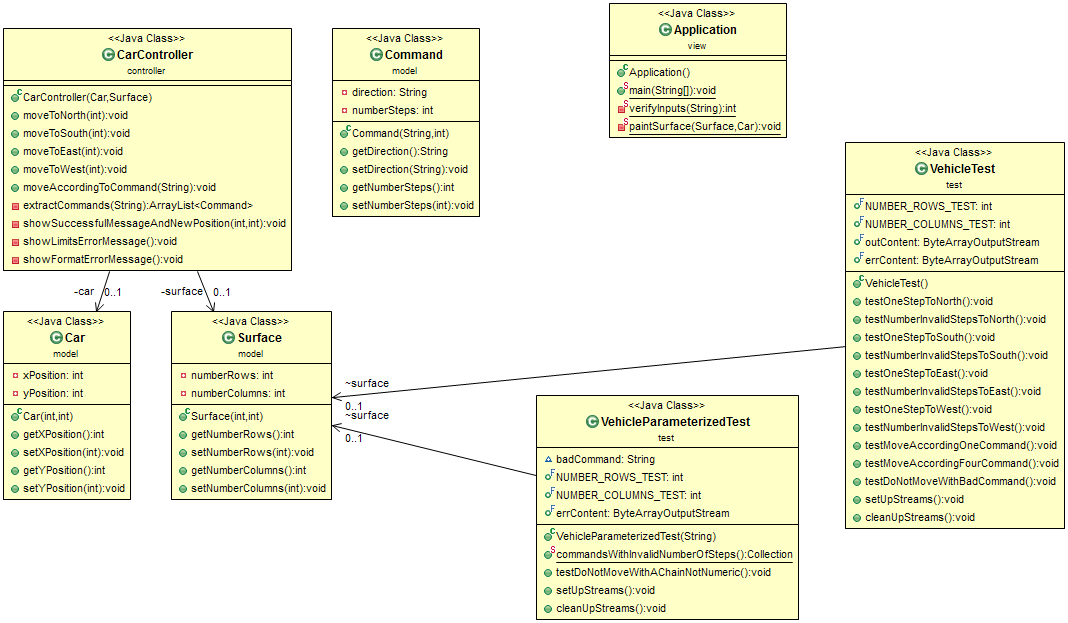 <<Java Class>>
CarController
controller
CarController(Car,Surface)
moveToNorth(int):void
moveToSouth(int):void
moveToEast(int):void
moveToWest(int):void
moveAccordingToCommand(String):void
extractCommands(String):ArrayList<Command>
showSuccessfulMessageAndNewPosition(int,int):void
showLimitsErrorMessage():void
showFormatErrorMessage():void
<<Java Class>>
Command
model
direction: String
numberSteps: int
Command(String,int)
getDirection():String
setDirection(String):void
getNumberSteps():int
setNumberSteps(int):void
<<Java Class>>
Application
view
Application()
main(String[]):void
verifyInputs(String):int
paintSurface(Surface,Car):void
<<Java Class>>
VehicleTest
test
NUMBER_ROWS_TEST: int
NUMBER_COLUMNS_TEST: int
outContent: ByteArrayOutputStream
errContent: ByteArrayOutputStream
VehicleTest()
testOneStepToNorth():void
testNumberInvalidStepsToNorth():void
testOneStepToSouth():void
testNumberInvalidStepsToSouth():void
testOneStepToEast():void
testNumberInvalidStepsToEast():void
testOneStepToWest():void
testNumberInvalidStepsToWest():void
testMoveAccordingOneCommand():void
testMoveAccordingFourCommand():void
testDoNotMoveWithBadCommand():void
setUpStreams():void
cleanUpStreams():void
-car 0..1
-surface 0..1
<<Java Class>>
Car
model
xPosition: int
yPosition: int
Car(int,int)
getXPosition():int
setXPosition(int):void
getYPosition():int
setYPosition(int):void
<<Java Class>>
Surface
model
numberRows: int
numberColumns: int
Surface(int,int)
getNumberRows():int
setNumberRows(int):void
getNumberColumns():int
setNumberColumns(int):void
~surface
0..1
~surface
0..1
<<Java Class>>
VehicleParameterizedTest
test
badCommand: String
NUMBER_ROWS_TEST: int
NUMBER_COLUMNS_TEST: int
errContent: ByteArrayOutputStream
VehicleParameterizedTest(String)
commandsWithInvalidNumberOfSteps():Collection
testDoNotMoveWithAChainNotNumeric():void
setUpStreams():void
cleanUpStreams():void